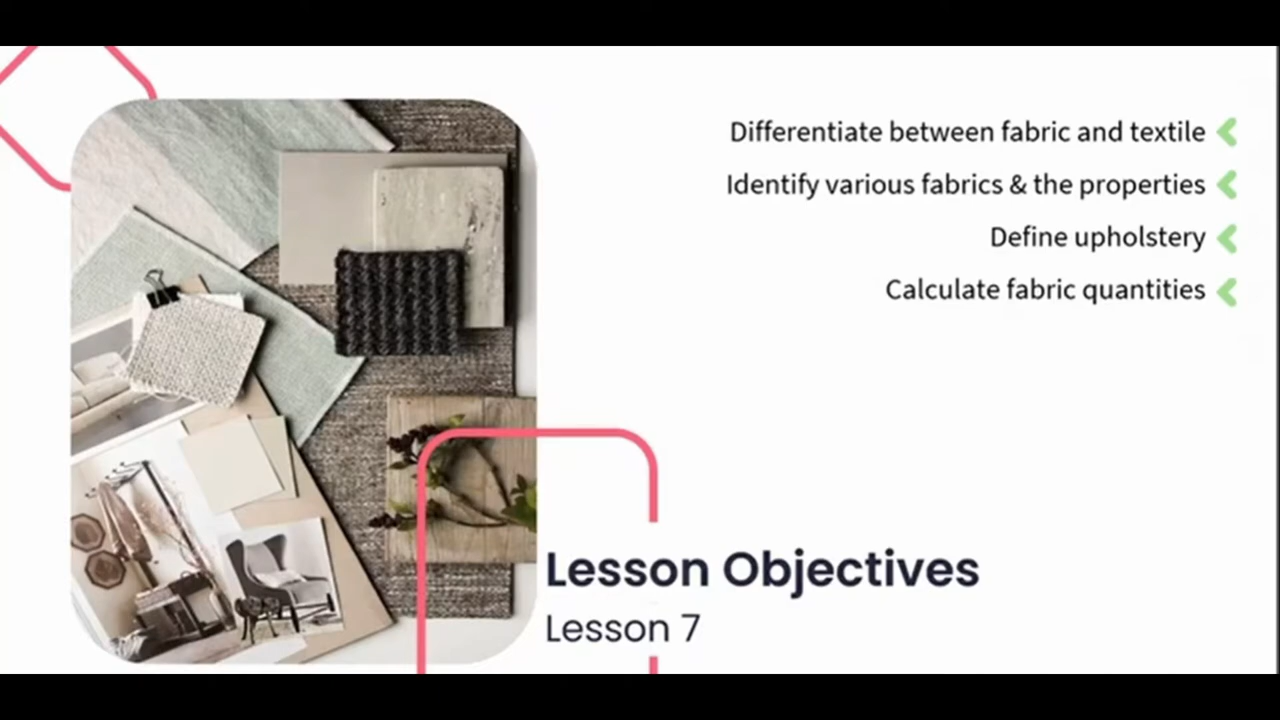 Differentiate between fabric and textile
Identify various fabrics & the properties
Define upholstery
Calculate fabric quantities
Lesson Objectives
Lesson 7